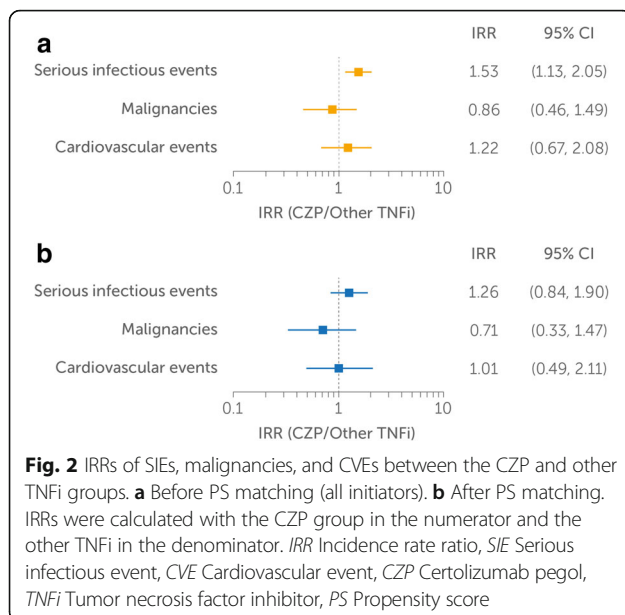 a
IRR 95% CI
Serious infectious events 1.53 (1.13, 2.05)
Malignancies 0.86 (0.46, 1.49)
Cardiovascular events 1.22 (0.67, 2.08)
0.1 1 10
IRR (CZP/Other TNFi)
b
IRR 95% CI
Serious infectious events 1.26 (0.84, 1.90)
Malignancies 0.71 (0.33, 1.47)
Cardiovascular events 1.01 (0.49, 2.11)
0.1 1 10
IRR (CZP/Other TNFi)
Fig. 2 IRRs of SIEs, malignancies, and CVEs between the CZP and other
TNFi groups. a Before PS matching (all initiators). b After PS matching.
IRRs were calculated with the CZP group in the numerator and the
other TNFi in the denominator. IRR Incidence rate ratio, SIE Serious
infectious event, CVE Cardiovascular event, CZP Certolizumab pegol,
TNFi Tumor necrosis factor inhibitor, PS Propensity score